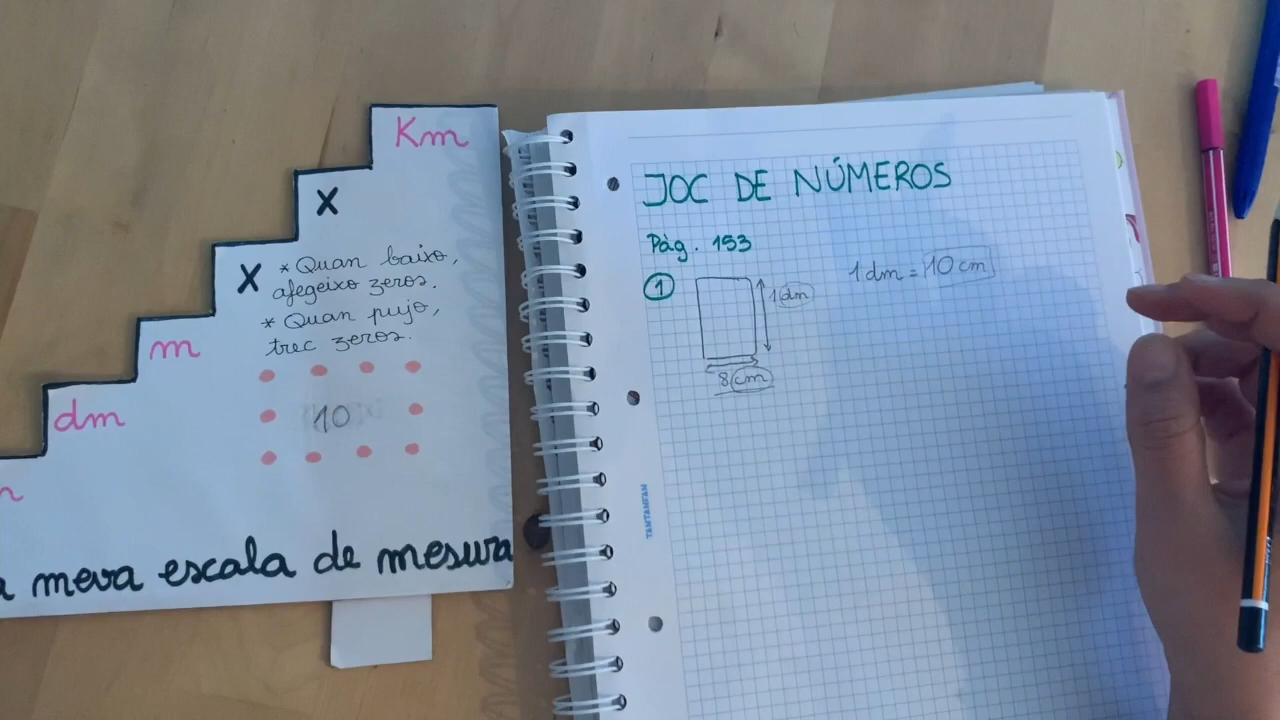 Km
X
X
* Quan baixo,
afegeixo zeros.
* Quan pujo,
trec zeros.
m
dm
10
a meva escala de mesura
JOC DE NÚMEROS
Pàg. 153
1
1 dm
8 cm
1 dm = 10 cm
TANTANFAN